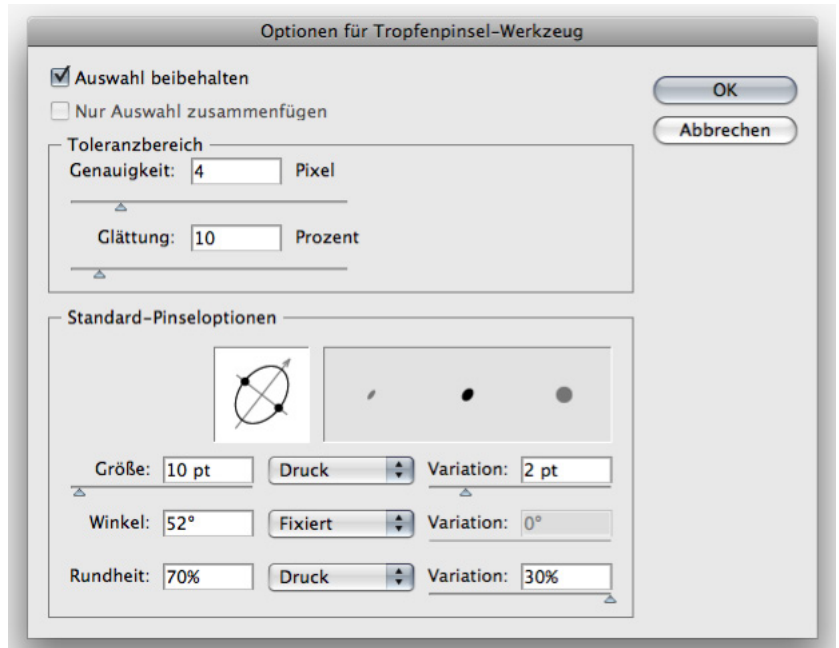 Optionen für Tropfenpinsel-Werkzeug
Auswahl beibehalten
OK
Nur Auswahl zusammenfügen
Abbrechen
Toleranzbereich
Genauigkeit: 4 Pixel
Glättung: 10 Prozent
Standard-Pinseloptionen
Größe: 10 pt Druck Variation: 2 pt
Winkel: 52° Fixiert Variation: 0°
Rundheit: 70% Druck Variation: 30%